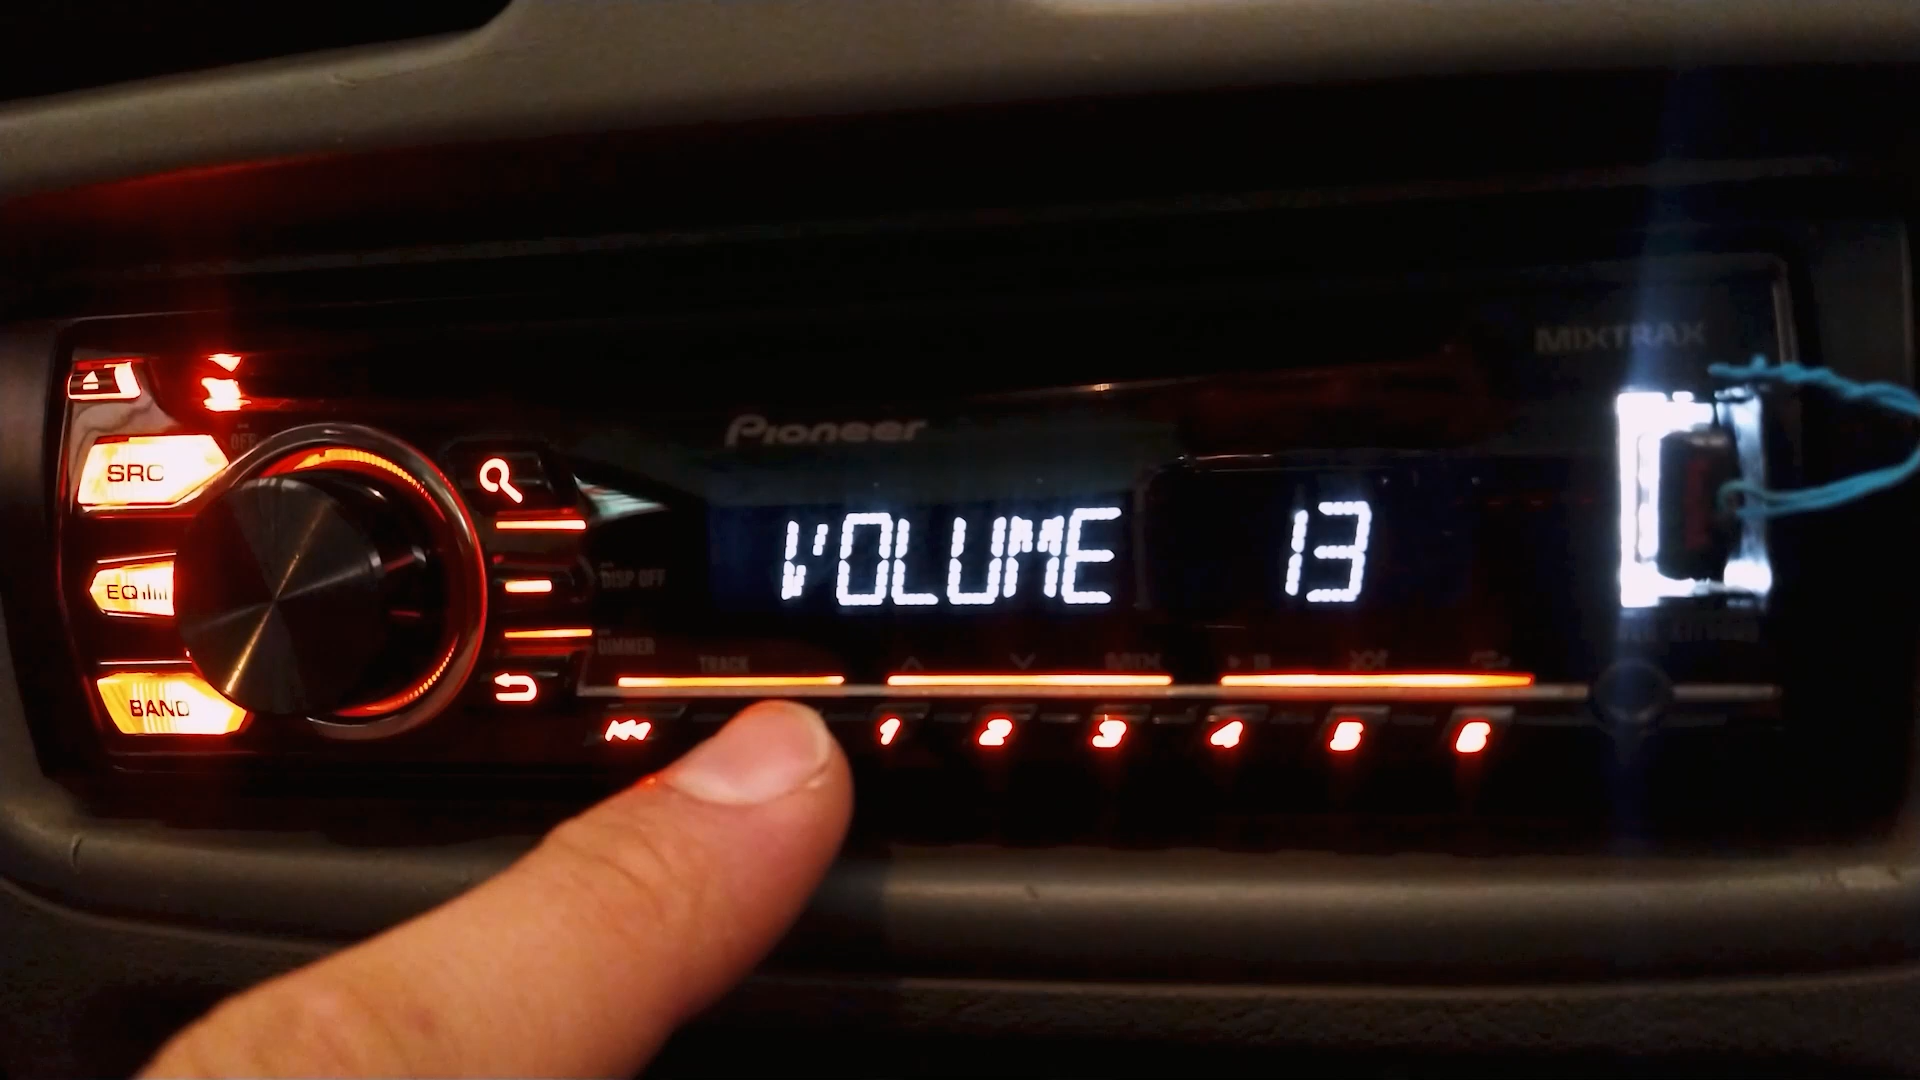 MIXTRAX
Pioneer
OFF
SRC
VOLUME 13
DISP OFF
EQ
DIMMER
TRACK
MIX
BAND
1 2 3 4 5 6